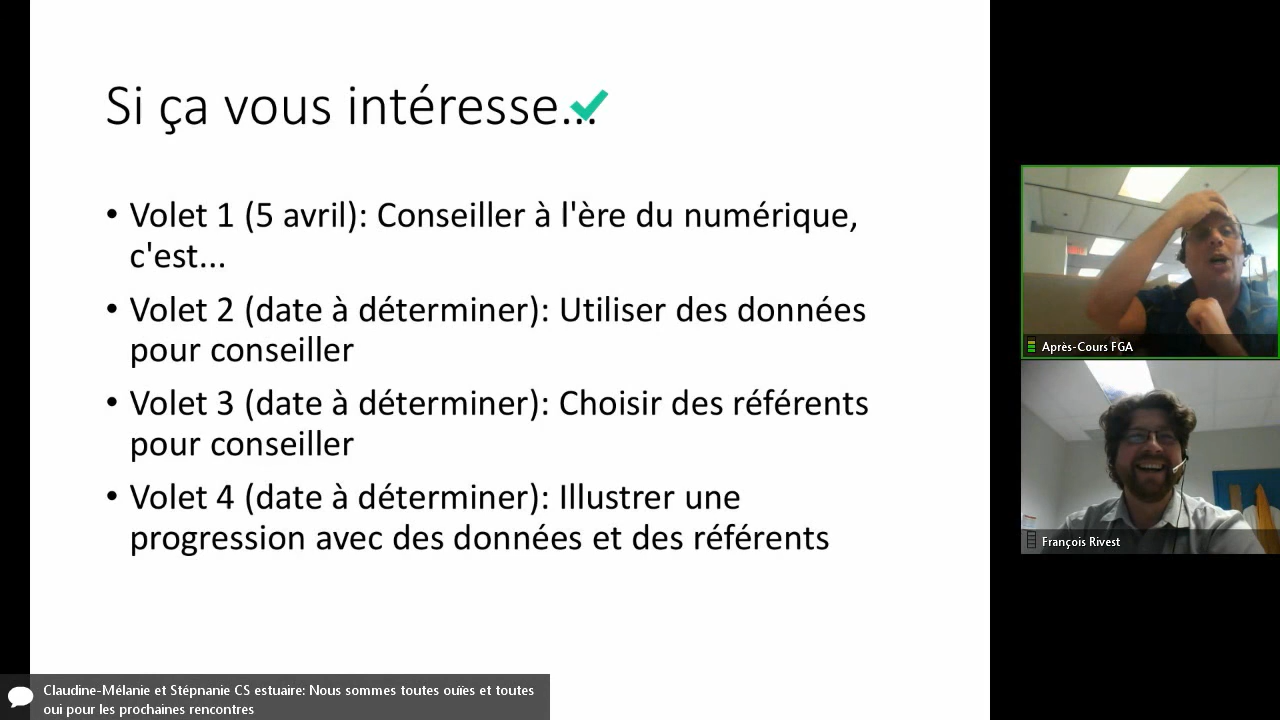 Si ça vous intéresse...
• Volet 1 (5 avril): Conseiller à l'ère du numérique,
c'est...
• Volet 2 (date à déterminer): Utiliser des données
pour conseiller
• Volet 3 (date à déterminer): Choisir des référents
pour conseiller
• Volet 4 (date à déterminer): Illustrer une
progression avec des données et des référents
Après-Cours FGA
François Rivest
Claudine-Mélanie et Stépnanie CS estuaire: Nous sommes toutes ouïes et toutes
oui pour les prochaines rencontres